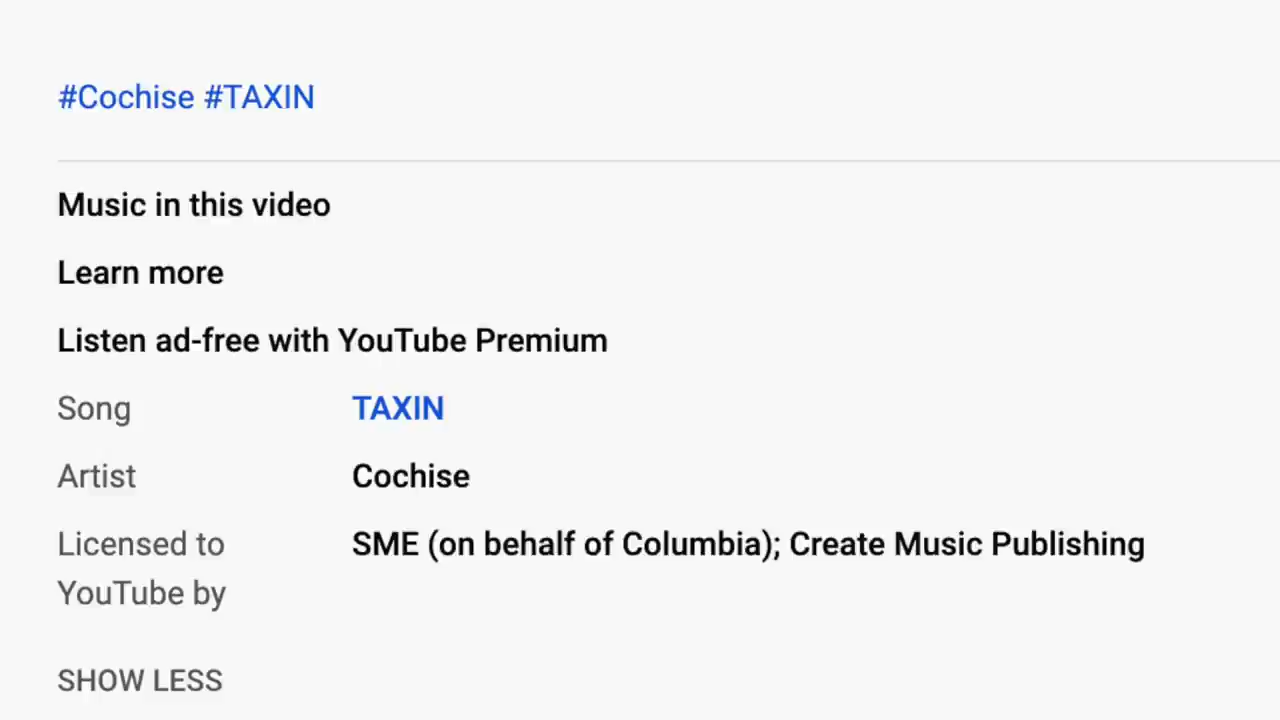 #Cochise #TAXIN
Music in this video
Learn more
Listen ad-free with YouTube Premium
Song TAXIN
Artist Cochise
Licensed to SME (on behalf of Columbia); Create Music Publishing
YouTube by
SHOW LESS